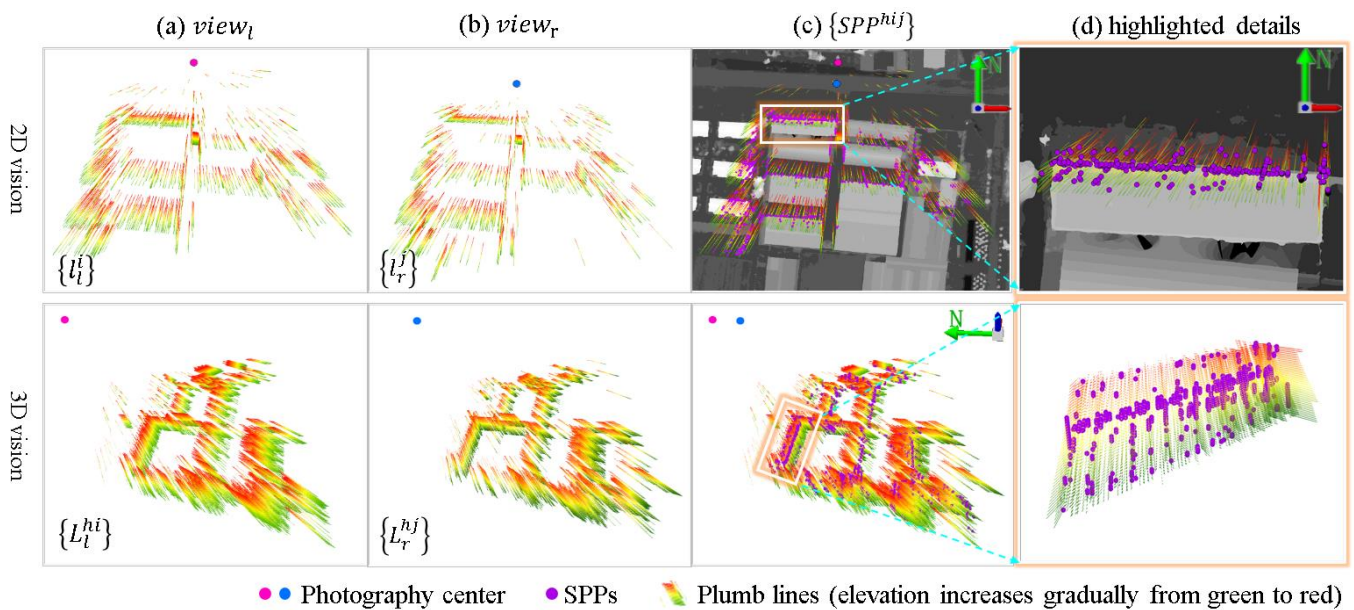 (a) view_l
(b) view_r
(c) {SPP^{hij}}
(d) highlighted details
2D vision
{l_l^i}
{l_r^j}
N
N
3D vision
{L_l^{hi}}
{L_r^{hj}}
N
Photography center
SPPs
Plumb lines (elevation increases gradually from green to red)